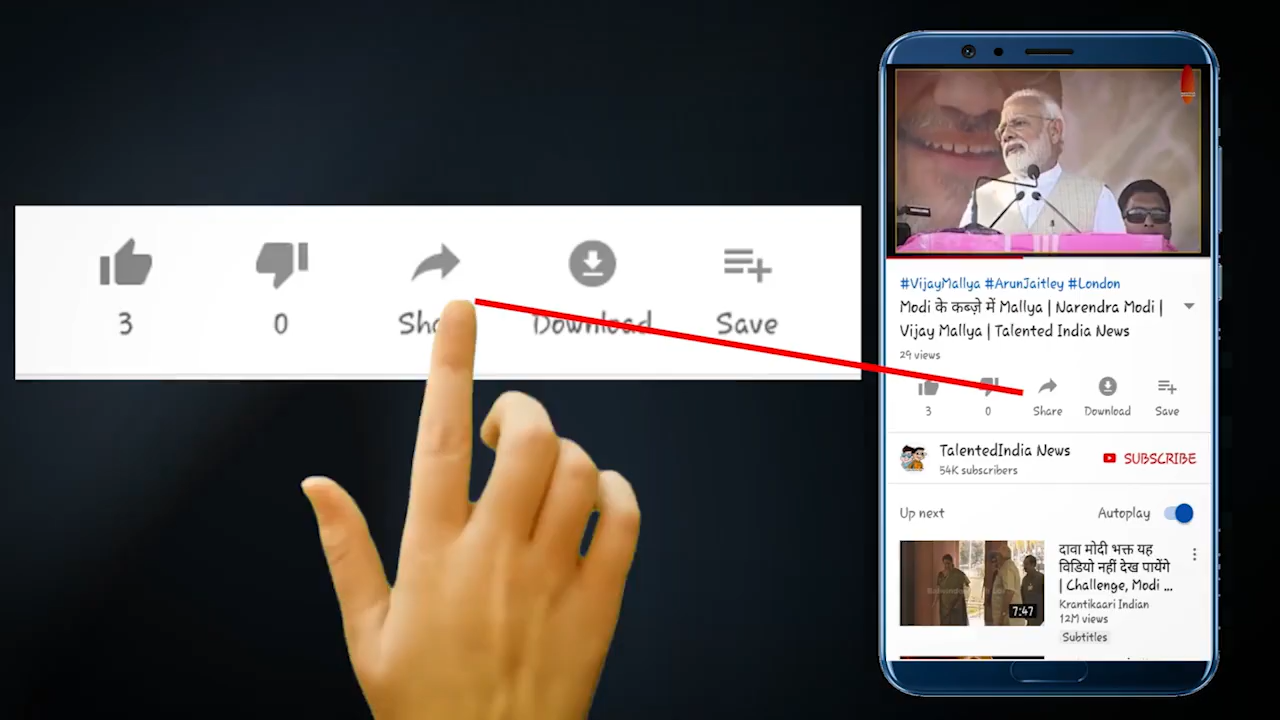 3
0
Share
Download
Save
#VijayMallya #ArunJaitley #London
Modi के कब्ज़े में Mallya | Narendra Modi |
Vijay Mallya | Talented India News
29 views
3
0
Share
Download
Save
TalentedIndia News
54K subscribers
SUBSCRIBE
Up next
Autoplay
7:47
दावा मोदी भक्त यह
विडियो नहीं देख पायेंगे
| Challenge, Modi ...
Krantikaari Indian
12M views
Subtitles